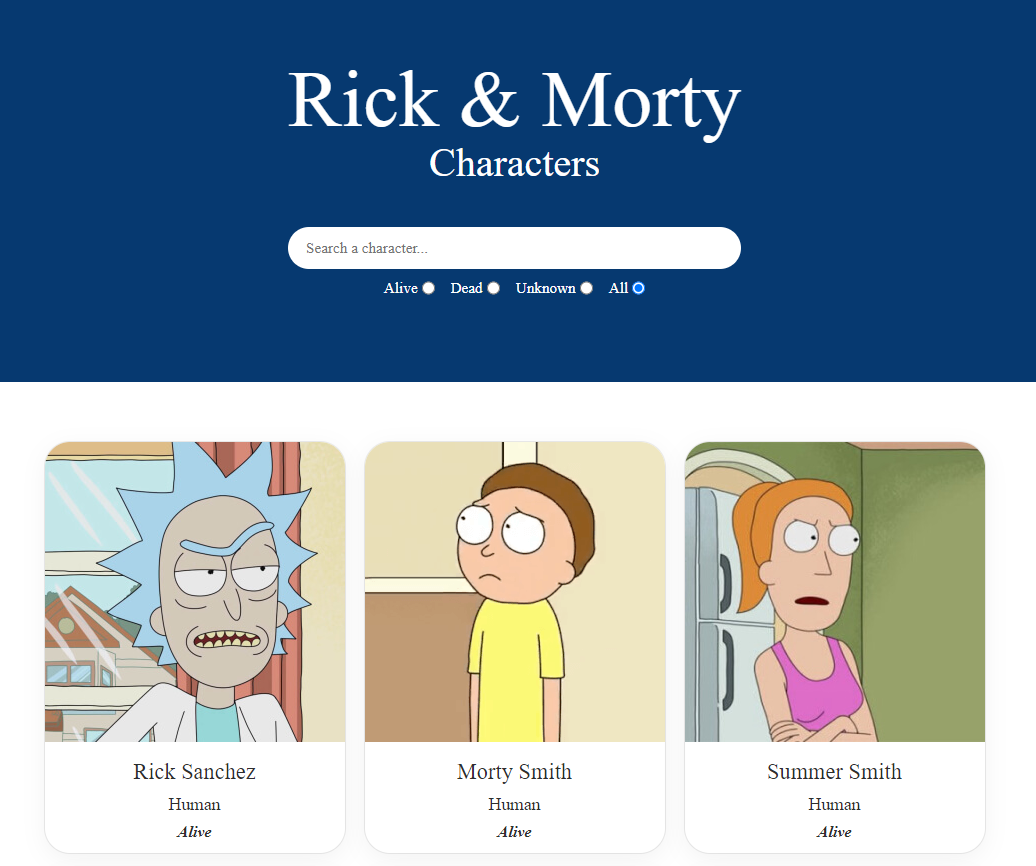 Rick & Morty
Characters
Search a character...
Alive Dead Unknown All
Rick Sanchez
Human
Alive
Morty Smith
Human
Alive
Summer Smith
Human
Alive